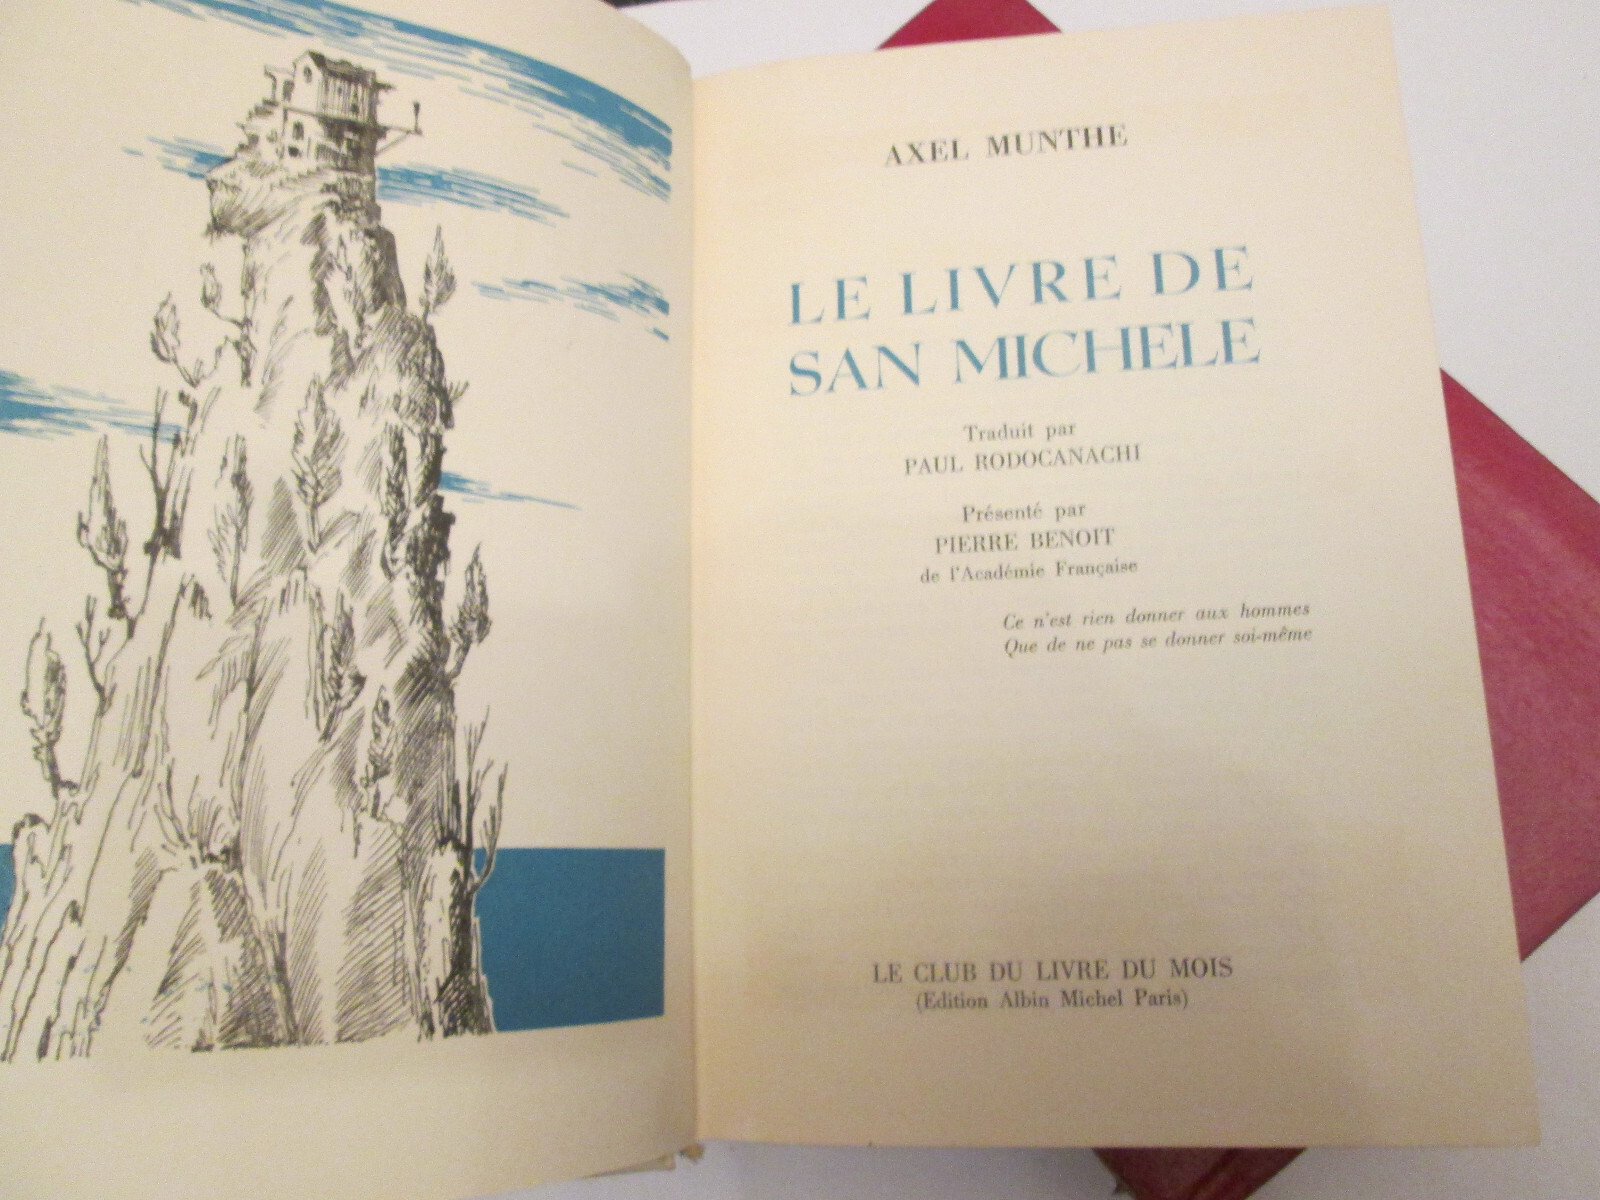 AXEL MUNTHE
LE LIVRE DE
SAN MICHELE
Traduit par
PAUL RODOCANACHI
Présenté par
PIERRE BENOIT
de l'Académie Française
Ce n'est rien donner aux hommes
Que de ne pas se donner soi-même
LE CLUB DU LIVRE DU MOIS
(Edition Albin Michel Paris)